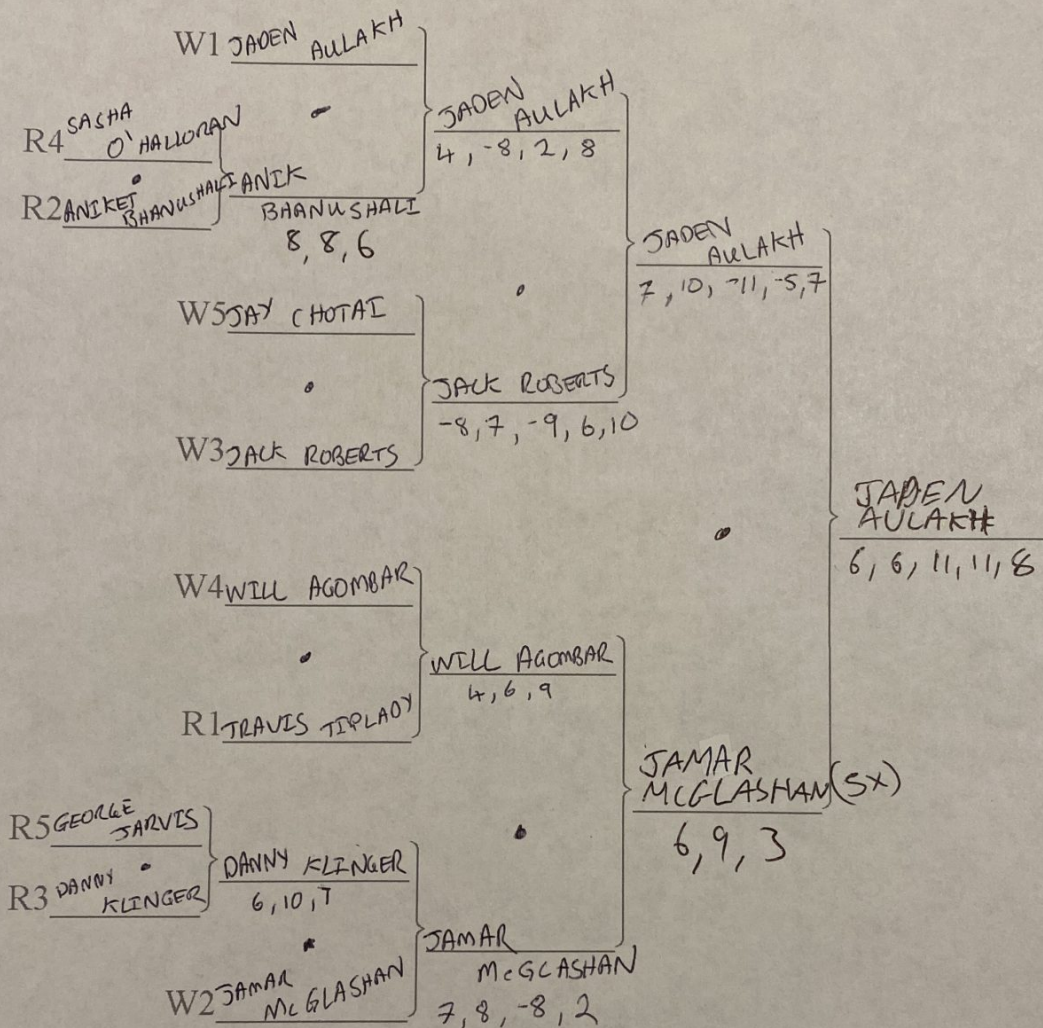 W1 JADEN AULAKH
R4 SASHA
O'HALLORAN
R2 ANIKET
BHANUSHALI
ANIK
BHANUSHALI
8, 8, 6
JADEN
AULAKH
4, -8, 2, 8
W5 JAY CHOTAI
W3 JACK ROBERTS
JACK ROBERTS
-8, 7, -9, 6, 10
JADEN
AULAKH
7, 10, -11, -5, 7
W4 WILL AGOMBAR
R1 TRAVIS TIPLADY
WILL AGOMBAR
4, 6, 9
R5 GEORGE
JARVIS
R3 DANNY
KLINGER
DANNY KLINGER
6, 10, 7
W2 JAMAR
McGLASHAN
JAMAR
McGLASHAN
7, 8, -8, 2
JAMAR
McGLASHAN (SX)
6, 9, 3
JADEN
AULAKH
6, 6, 11, 11, 8